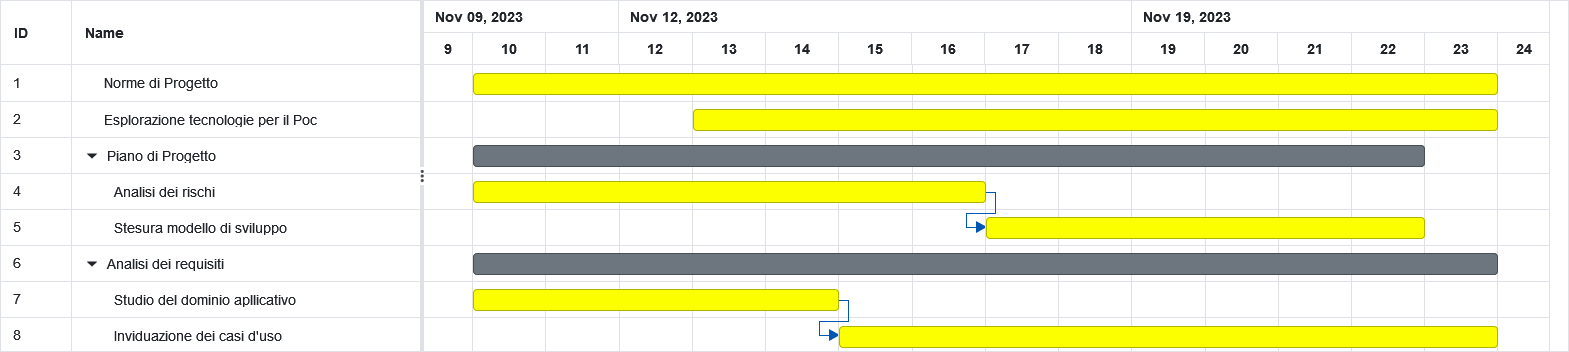 ID Name Nov 09, 2023 Nov 12, 2023 Nov 19, 2023
9 10 11 12 13 14 15 16 17 18 19 20 21 22 23 24
1 Norme di Progetto
2 Esplorazione tecnologie per il Poc
3 Piano di Progetto
4 Analisi dei rischi
5 Stesura modello di sviluppo
6 Analisi dei requisiti
7 Studio del dominio apllicativo
8 Inviduazione dei casi d'uso